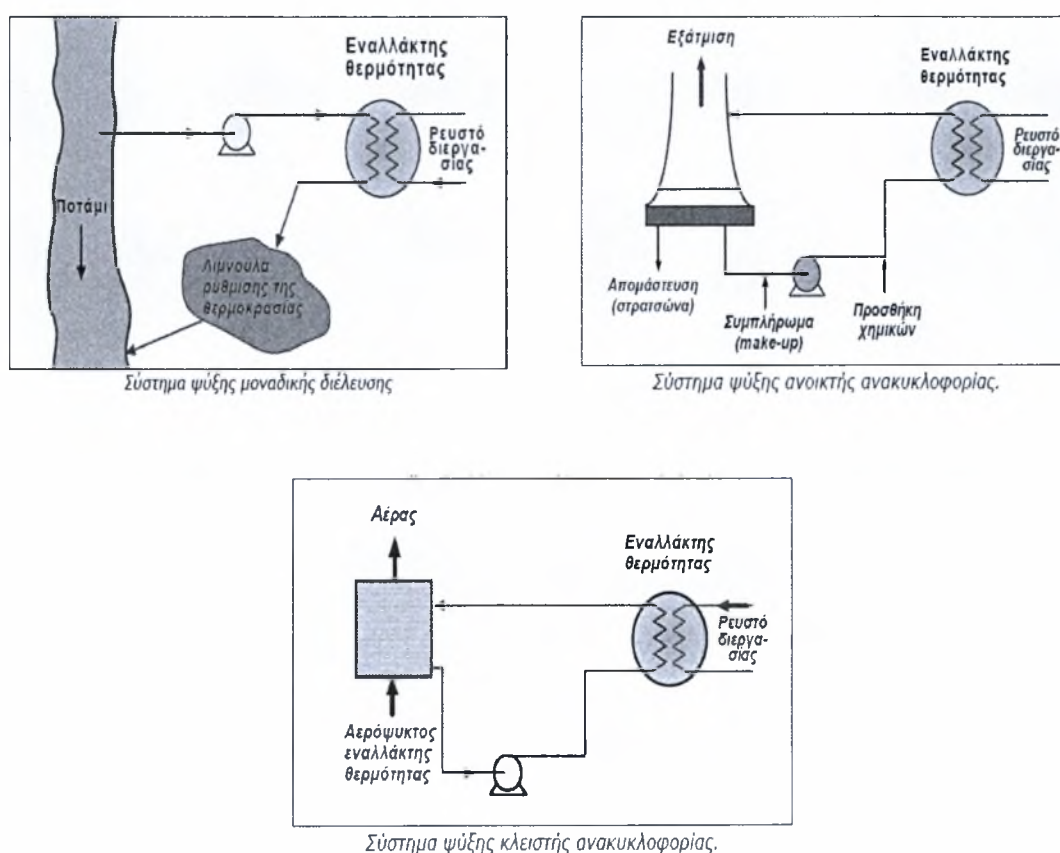 Εναλλάκτης
θερμότητας
Ρευστό
διεργα-
σίας
Ποτάμι
Λιμνούλα
ρύθμισης της
θερμοκρασίας
Σύστημα ψύξης μοναδικής διέλευσης
Εξάτμιση
Εναλλάκτης
θερμότητας
Ρευστό
διεργα-
σίας
Απομάστευση
(στρατσώνα)
Συμπλήρωμα
(make-up)
Προσθήκη
χημικών
Σύστημα ψύξης ανοικτής ανακυκλοφορίας.
Αέρας
Εναλλάκτης
θερμότητας
Ρευστό
διεργα-
σίας
Αερόψυκτος
εναλλάκτης
θερμότητας
Σύστημα ψύξης κλειστής ανακυκλοφορίας.